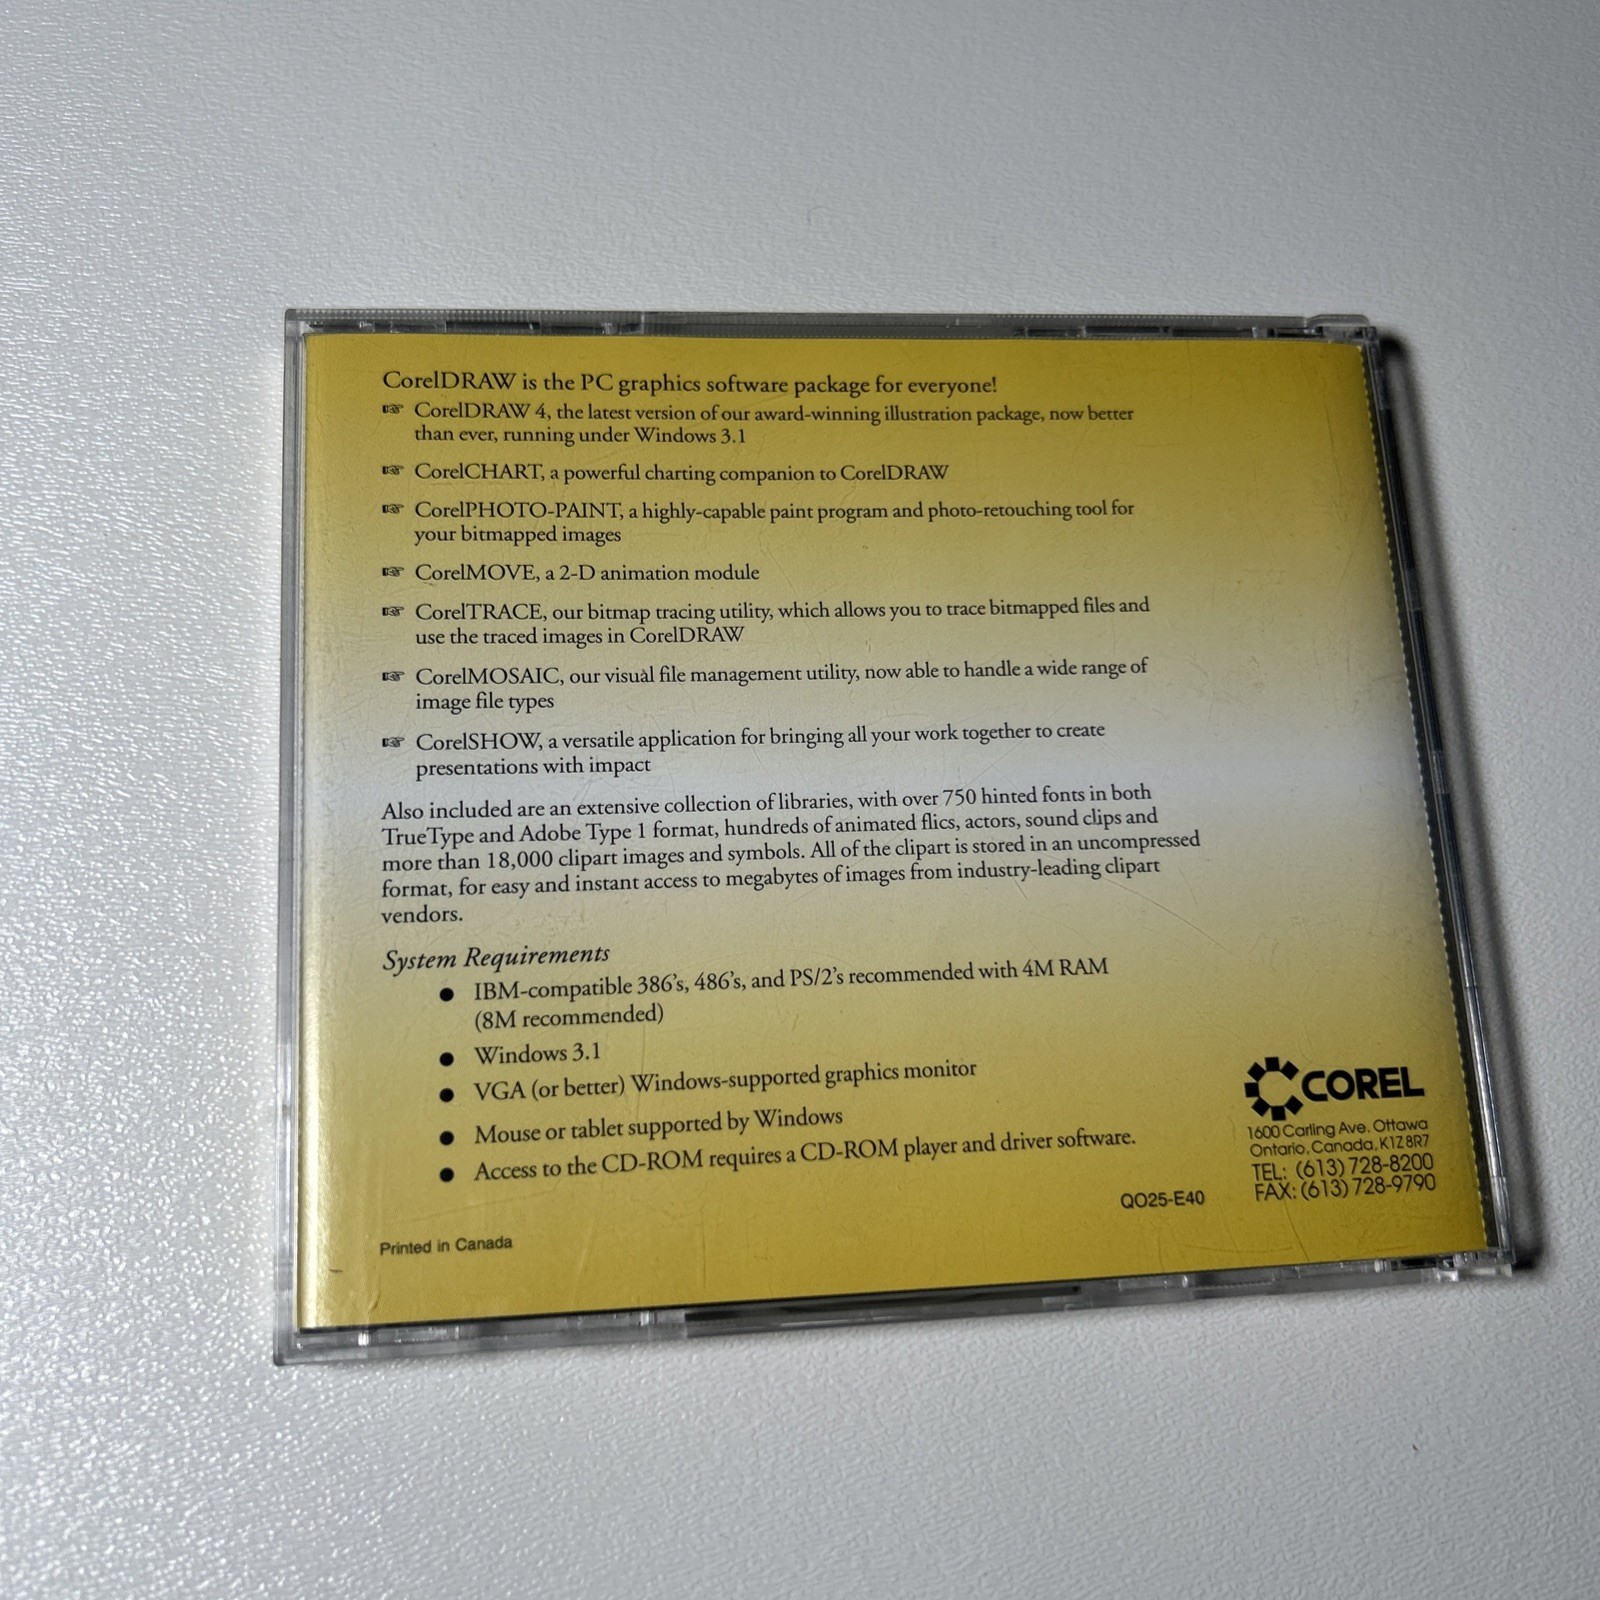 CorelDRAW is the PC graphics software package for everyone!
☞ CorelDRAW 4, the latest version of our award-winning illustration package, now better
than ever, running under Windows 3.1
☞ CorelCHART, a powerful charting companion to CorelDRAW
☞ CorelPHOTO-PAINT, a highly-capable paint program and photo-retouching tool for
your bitmapped images
☞ CorelMOVE, a 2-D animation module
☞ CorelTRACE, our bitmap tracing utility, which allows you to trace bitmapped files and
use the traced images in CorelDRAW
☞ CorelMOSAIC, our visual file management utility, now able to handle a wide range of
image file types
☞ CorelSHOW, a versatile application for bringing all your work together to create
presentations with impact
Also included are an extensive collection of libraries, with over 750 hinted fonts in both
TrueType and Adobe Type 1 format, hundreds of animated flics, actors, sound clips and
more than 18,000 clipart images and symbols. All of the clipart is stored in an uncompressed
format, for easy and instant access to megabytes of images from industry-leading clipart
vendors.
System Requirements
● IBM-compatible 386's, 486's, and PS/2's recommended with 4M RAM
(8M recommended)
● Windows 3.1
● VGA (or better) Windows-supported graphics monitor
● Mouse or tablet supported by Windows
● Access to the CD-ROM requires a CD-ROM player and driver software.
COREL
1600 Carling Ave. Ottawa
Ontario, Canada, K1Z 8R7
TEL: (613) 728-8200
FAX: (613) 728-9790
QO25-E40
Printed in Canada